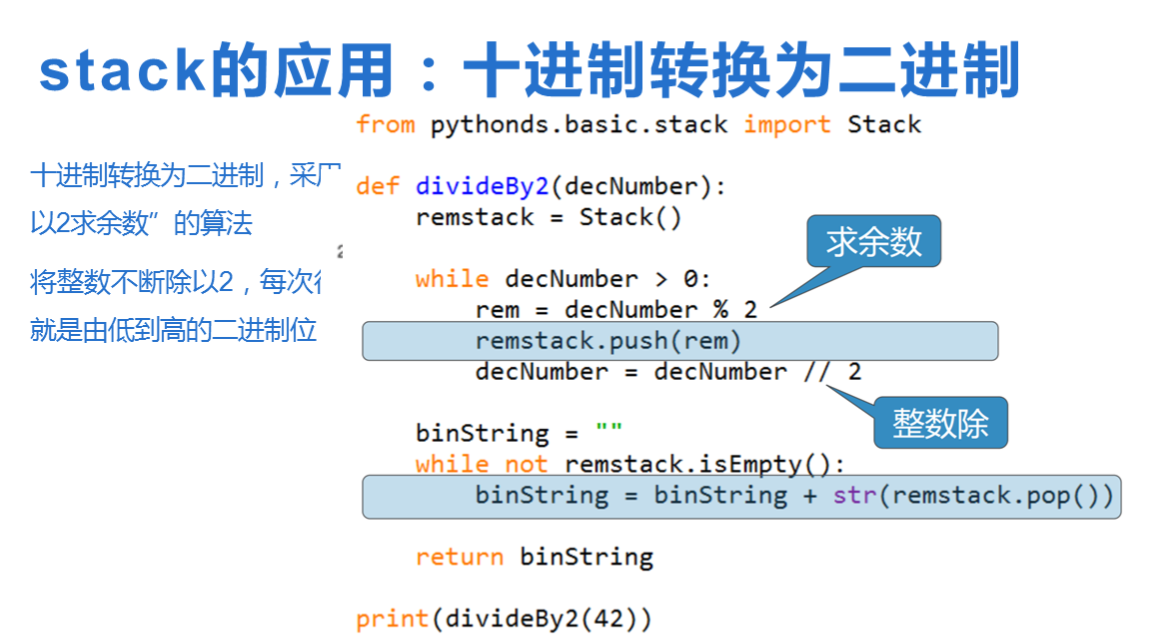 stack的应用：十进制转换为二进制
十进制转换为二进制，采
以2求余数”的算法
将整数不断除以2，每次
就是由低到高的二进制位
from pythonds.basic.stack import Stack
def divideBy2(decNumber):
    remstack = Stack()
    while decNumber > 0:
        rem = decNumber % 2
求余数
        remstack.push(rem)
        decNumber = decNumber // 2
整数除
    binString = ""
    while not remstack.isEmpty():
        binString = binString + str(remstack.pop())
    return binString
print(divideBy2(42))